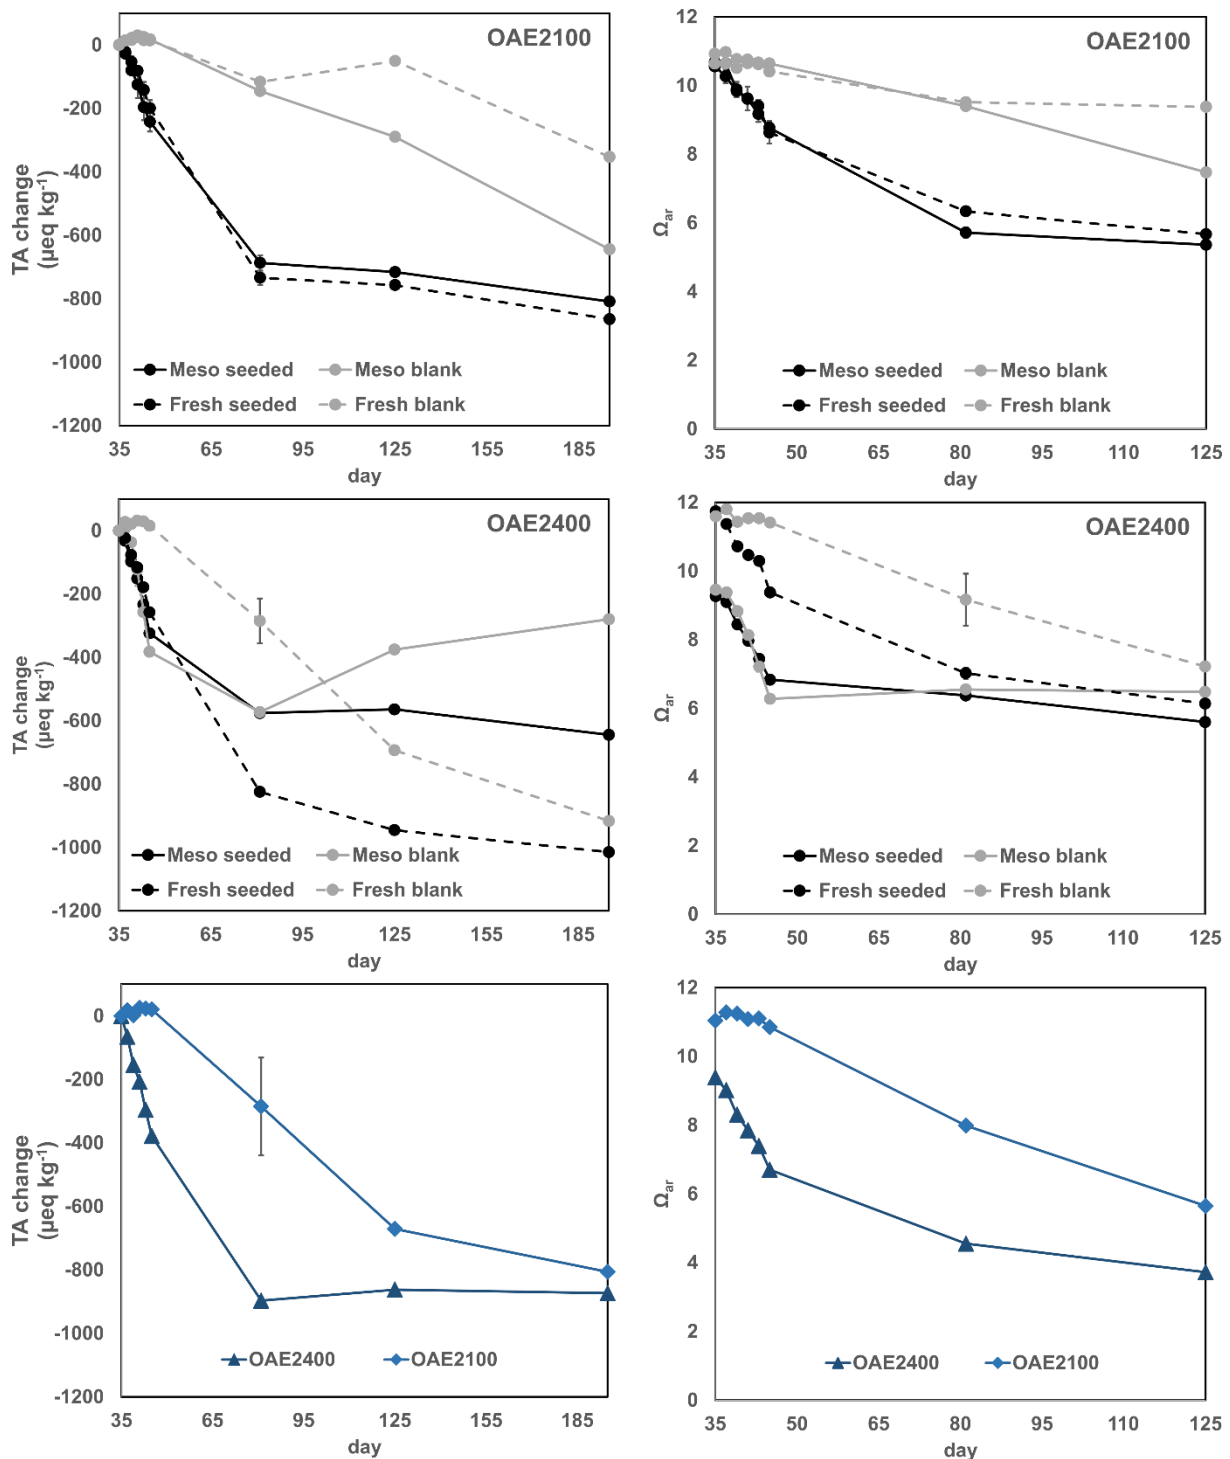 OAE2100
0
-200
-400
-600
-800
-1000
-1200
TA change
(µeq kg⁻¹)
Meso seeded
Meso blank
Fresh seeded
Fresh blank
35 65 95 125 155 185
day
OAE2100
12
10
8
6
4
2
0
Ωar
Meso seeded
Meso blank
Fresh seeded
Fresh blank
35 50 65 80 95 110 125
day
OAE2400
0
-200
-400
-600
-800
-1000
-1200
TA change
(µeq kg⁻¹)
Meso seeded
Meso blank
Fresh seeded
Fresh blank
35 65 95 125 155 185
day
OAE2400
12
10
8
6
4
2
0
Ωar
Meso seeded
Meso blank
Fresh seeded
Fresh blank
35 50 65 80 95 110 125
day
0
-200
-400
-600
-800
-1000
-1200
TA change
(µeq kg⁻¹)
OAE2400
OAE2100
35 65 95 125 155 185
day
12
10
8
6
4
2
0
Ωar
OAE2400
OAE2100
35 50 65 80 95 110 125
day